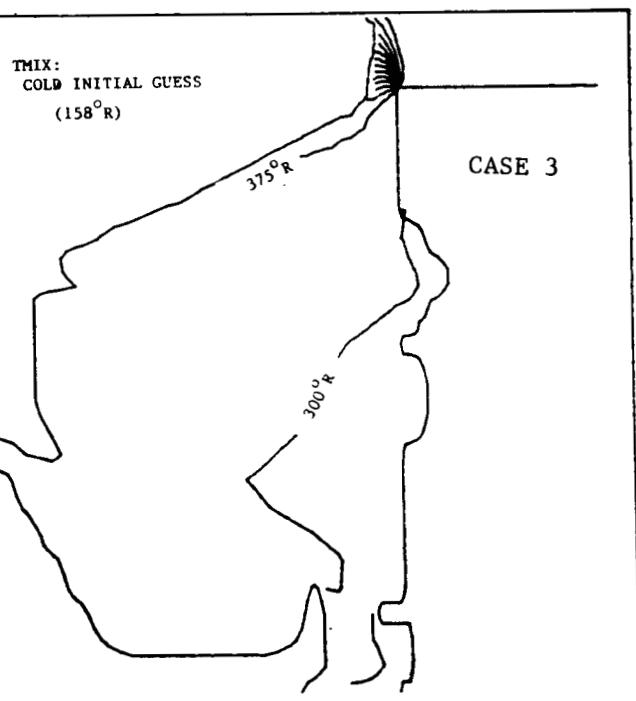 TMIX:
COLD INITIAL GUESS
(158°R)
375°R
CASE 3
300°R